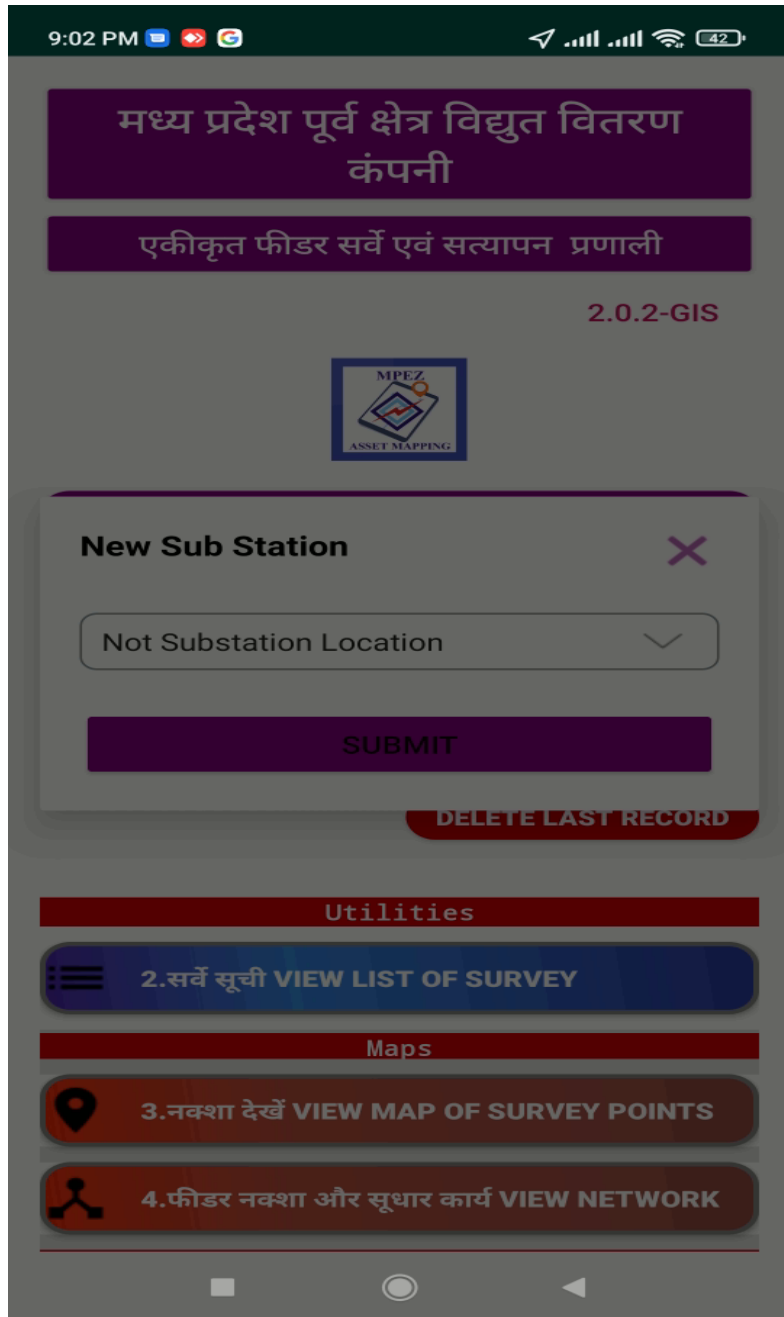 9:02 PM
42
मध्य प्रदेश पूर्व क्षेत्र विद्युत वितरण
कंपनी
एकीकृत फीडर सर्वे एवं सत्यापन प्रणाली
2.0.2-GIS
MPEZ
ASSET MAPPING
New Sub Station
Not Substation Location
SUBMIT
DELETE LAST RECORD
Utilities
2.सर्वे सूची VIEW LIST OF SURVEY
Maps
3.नक्शा देखें VIEW MAP OF SURVEY POINTS
4.फीडर नक्शा और सूधार कार्य VIEW NETWORK